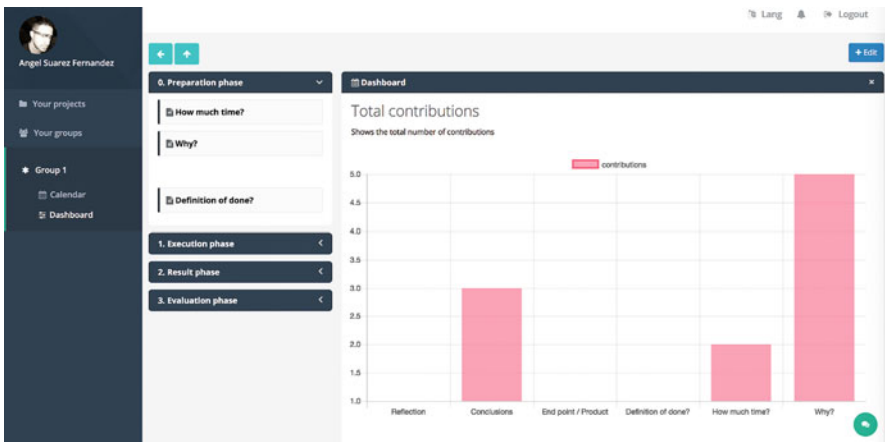 Lang
Logout
Angel Suarez Fernandez
+ Edit
Your projects
Your groups
Group 1
Calendar
Dashboard
0. Preparation phase
How much time?
Why?
Definition of done?
1. Execution phase
2. Result phase
3. Evaluation phase
Dashboard
Total contributions
Shows the total number of contributions
contributions
5.0
4.5
4.0
3.5
3.0
2.5
2.0
1.5
1.0
Reflection Conclusions End point / Product Definition of done? How much time? Why?